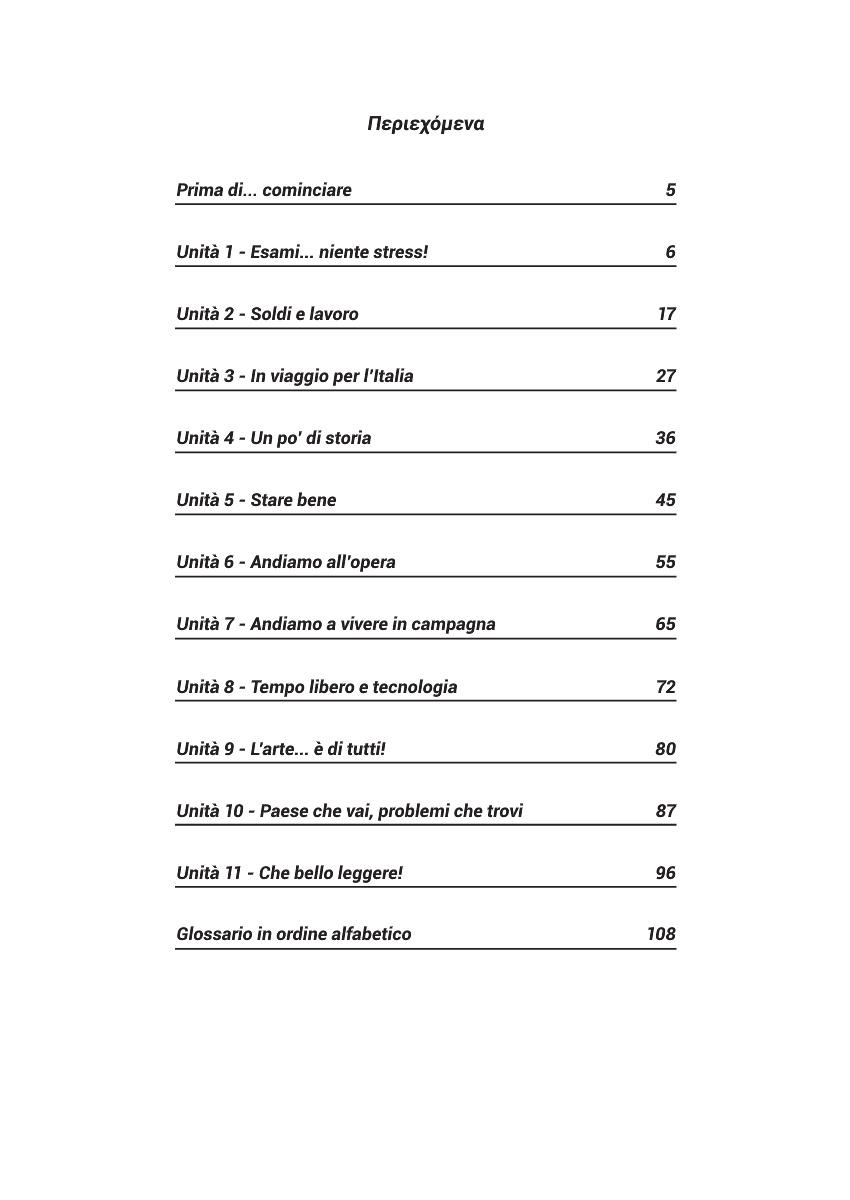 Περιεχόμενα
Prima di... cominciare 5
Unità 1 - Esami... niente stress! 6
Unità 2 - Soldi e lavoro 17
Unità 3 - In viaggio per l'Italia 27
Unità 4 - Un po' di storia 36
Unità 5 - Stare bene 45
Unità 6 - Andiamo all'opera 55
Unità 7 - Andiamo a vivere in campagna 65
Unità 8 - Tempo libero e tecnologia 72
Unità 9 - L'arte... è di tutti! 80
Unità 10 - Paese che vai, problemi che trovi 87
Unità 11 - Che bello leggere! 96
Glossario in ordine alfabetico 108